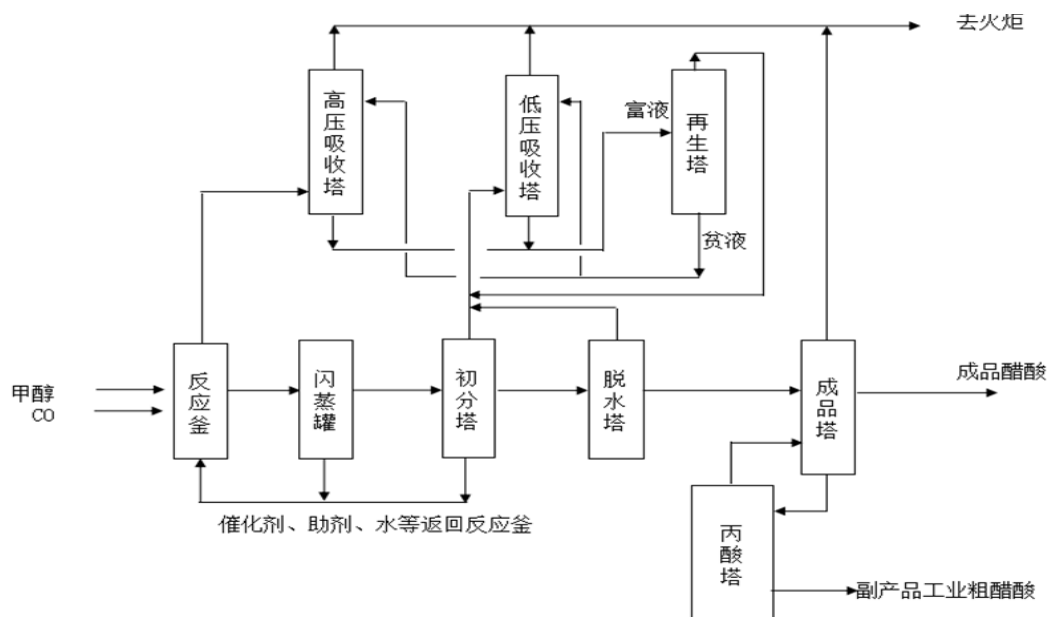 去火炬
高压吸收塔
低压吸收塔
富液
再生塔
贫液
甲醇
CO
反应釜
闪蒸罐
初分塔
脱水塔
成品塔
成品醋酸
催化剂、助剂、水等返回反应釜
丙酸塔
副产品工业粗醋酸